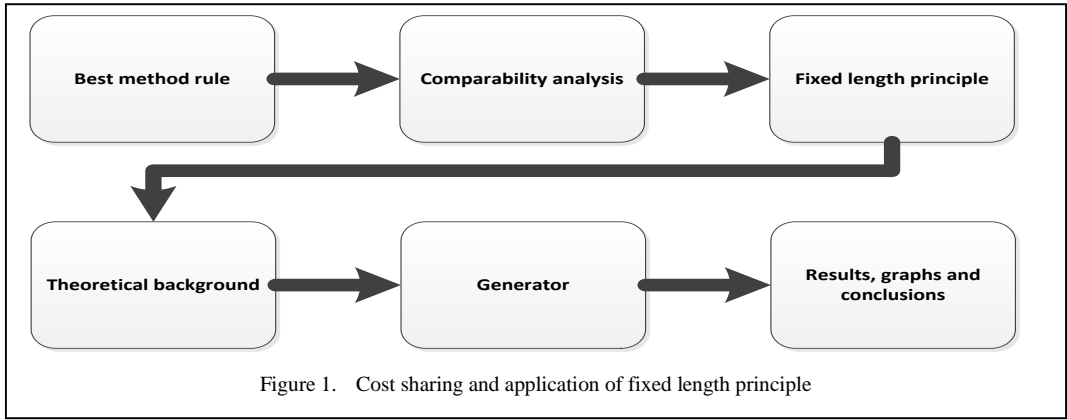 Best method rule
Comparability analysis
Fixed length principle
Theoretical background
Generator
Results, graphs and
conclusions
Figure 1. Cost sharing and application of fixed length principle